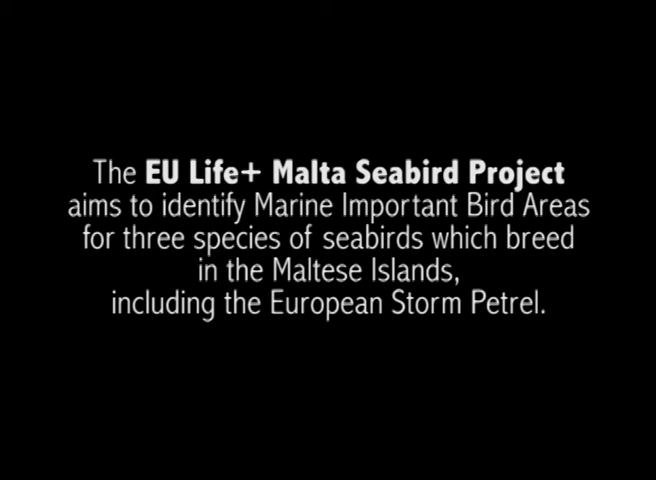 The EU Life+ Malta Seabird Project
aims to identify Marine Important Bird Areas
for three species of seabirds which breed
in the Maltese Islands,
including the European Storm Petrel.